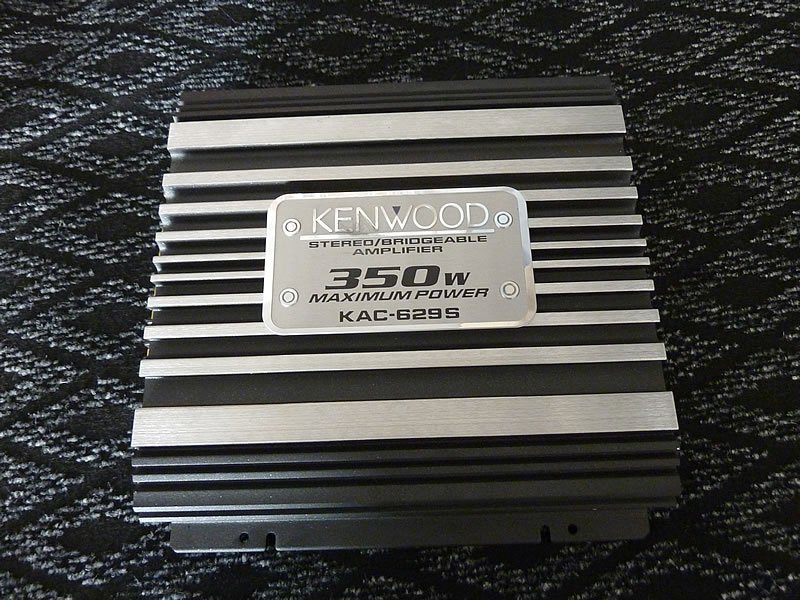 KENWOOD
STEREO/BRIDGEABLE
AMPLIFIER
350W
MAXIMUM POWER
KAC-629S